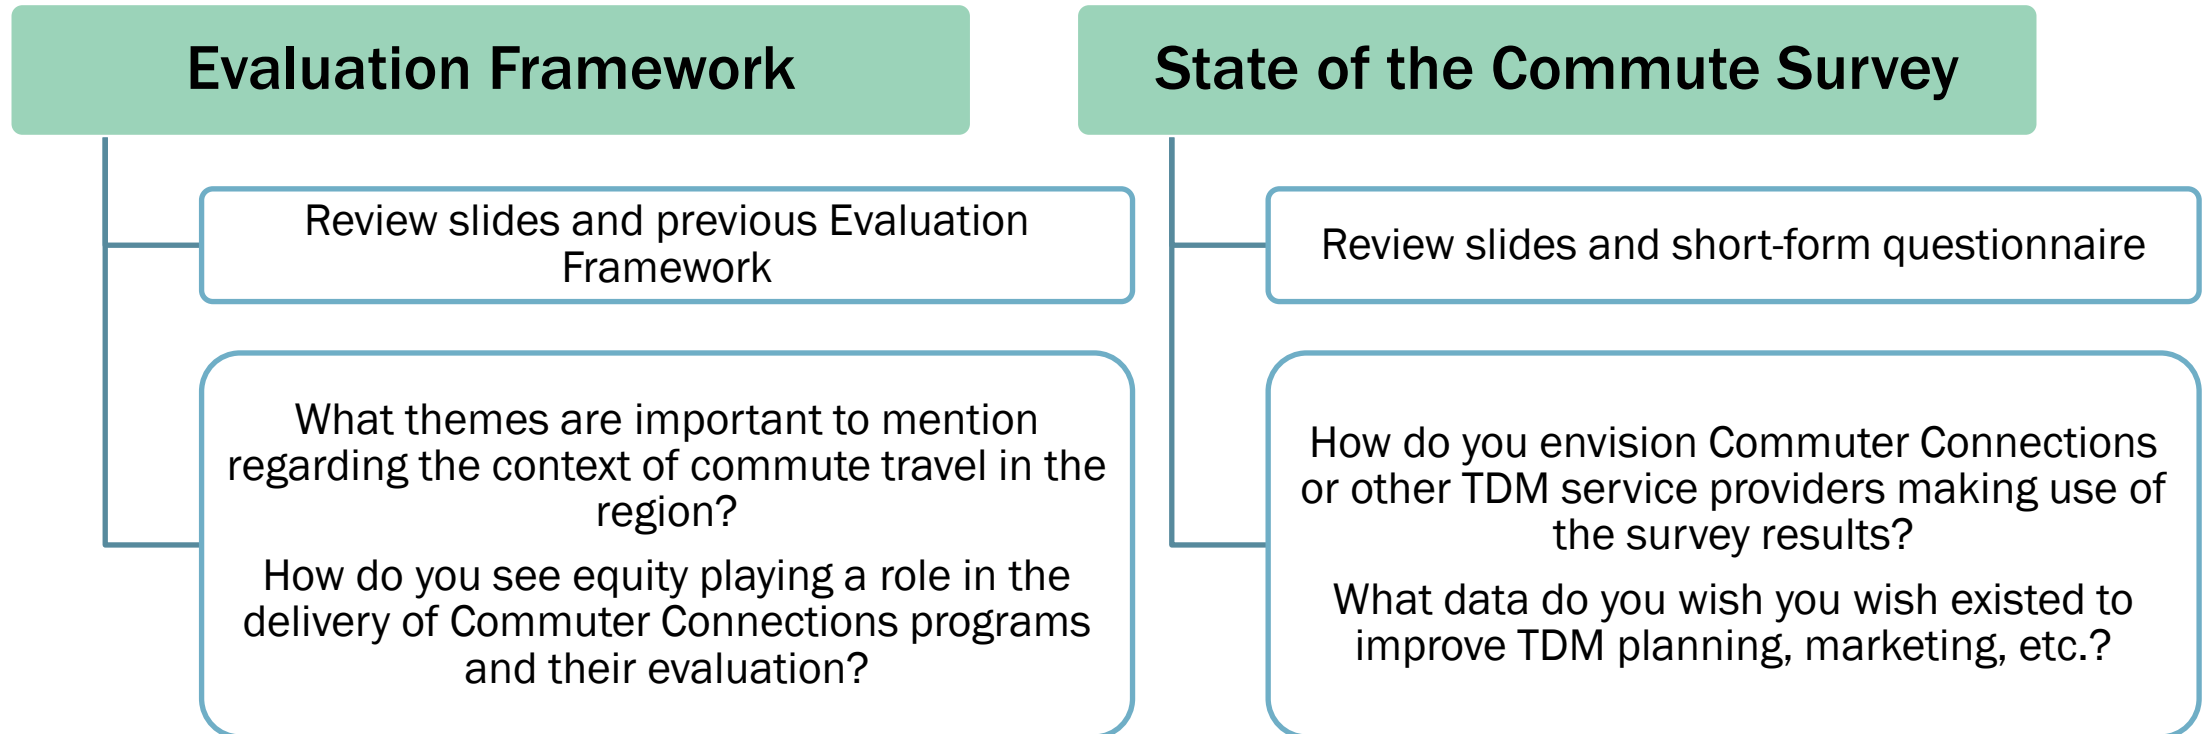 Evaluation Framework
Review slides and previous Evaluation
Framework
What themes are important to mention
regarding the context of commute travel in the
region?
How do you see equity playing a role in the
delivery of Commuter Connections programs
and their evaluation?
State of the Commute Survey
Review slides and short-form questionnaire
How do you envision Commuter Connections
or other TDM service providers making use of
the survey results?
What data do you wish you wish existed to
improve TDM planning, marketing, etc.?